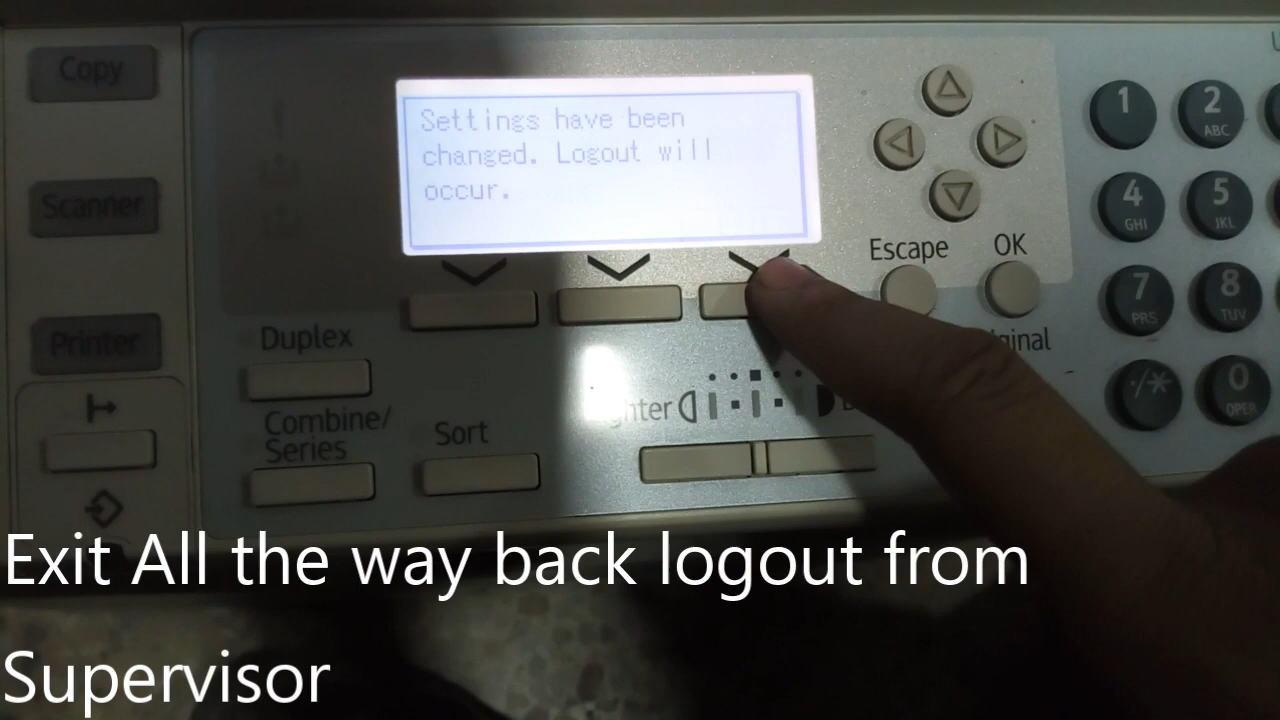 Copy
Settings have been
changed. Logout will
occur.
1
2
ABC
Scanner
4
GHI
5
JKL
Escape
OK
7
PRS
8
TUV
Printer
Duplex
Combine/
Series
Sort
0
OPER
./*
Exit All the way back logout from
Supervisor